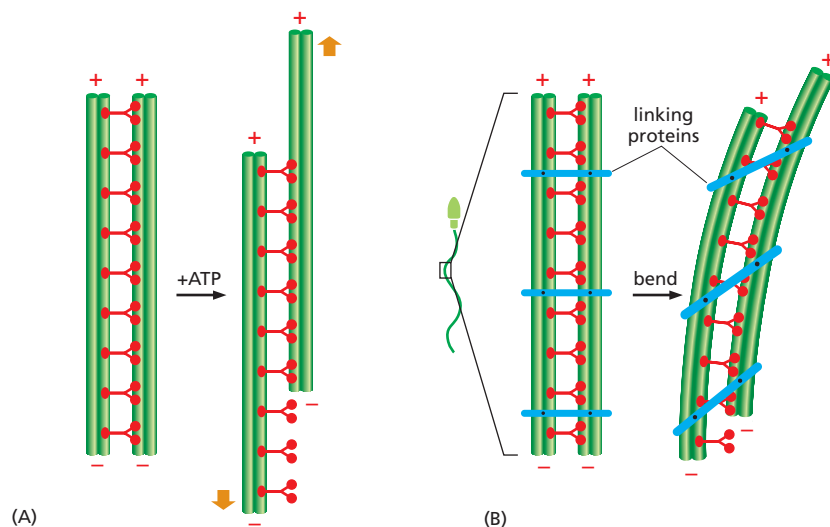 +
+ +
+
+ +
+
+
linking
proteins
+ATP
bend
−
−
− −
−
− −
−
(A)
(B)